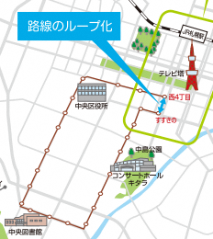 路線のループ化
JR札幌駅
テレビ塔
西4丁目
すすきの
中央区役所
中島公園
コンサートホール
キタラ
中央図書館